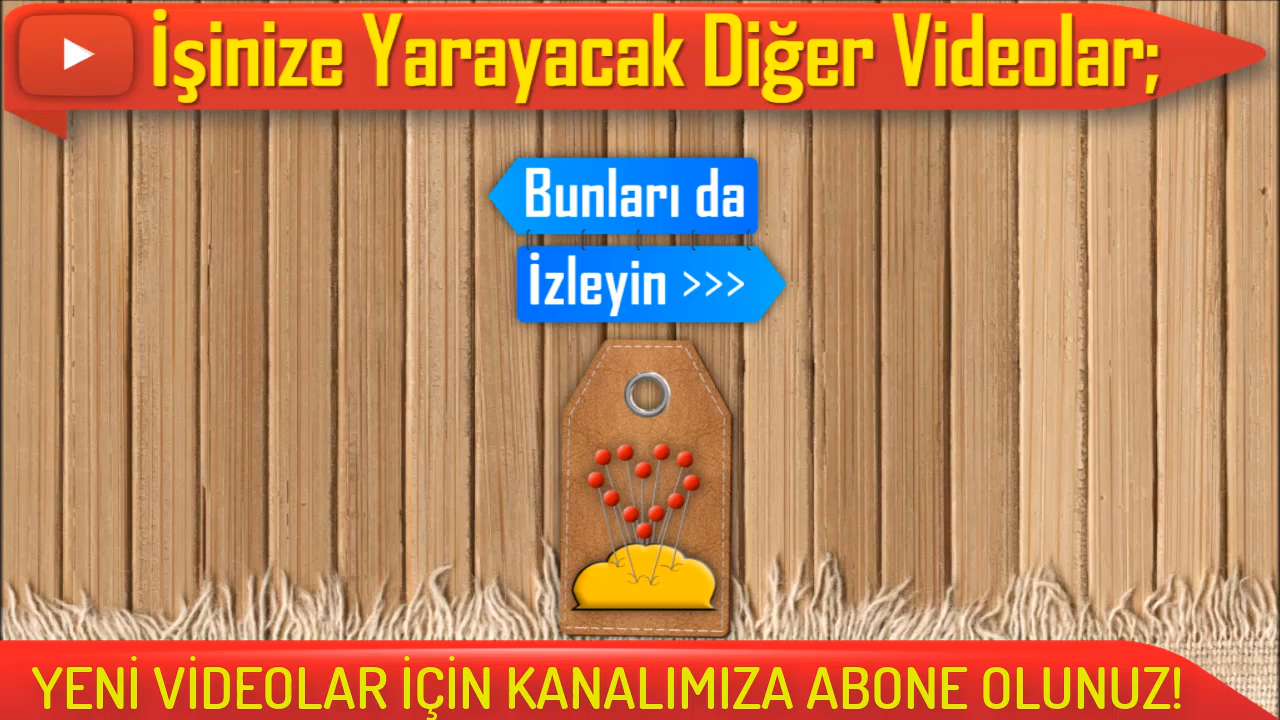 İşinize Yarayacak Diğer Videolar;
Bunları da
İzleyin >>>
YENİ VİDEOLAR İÇİN KANALIMIZA ABONE OLUNUZ!